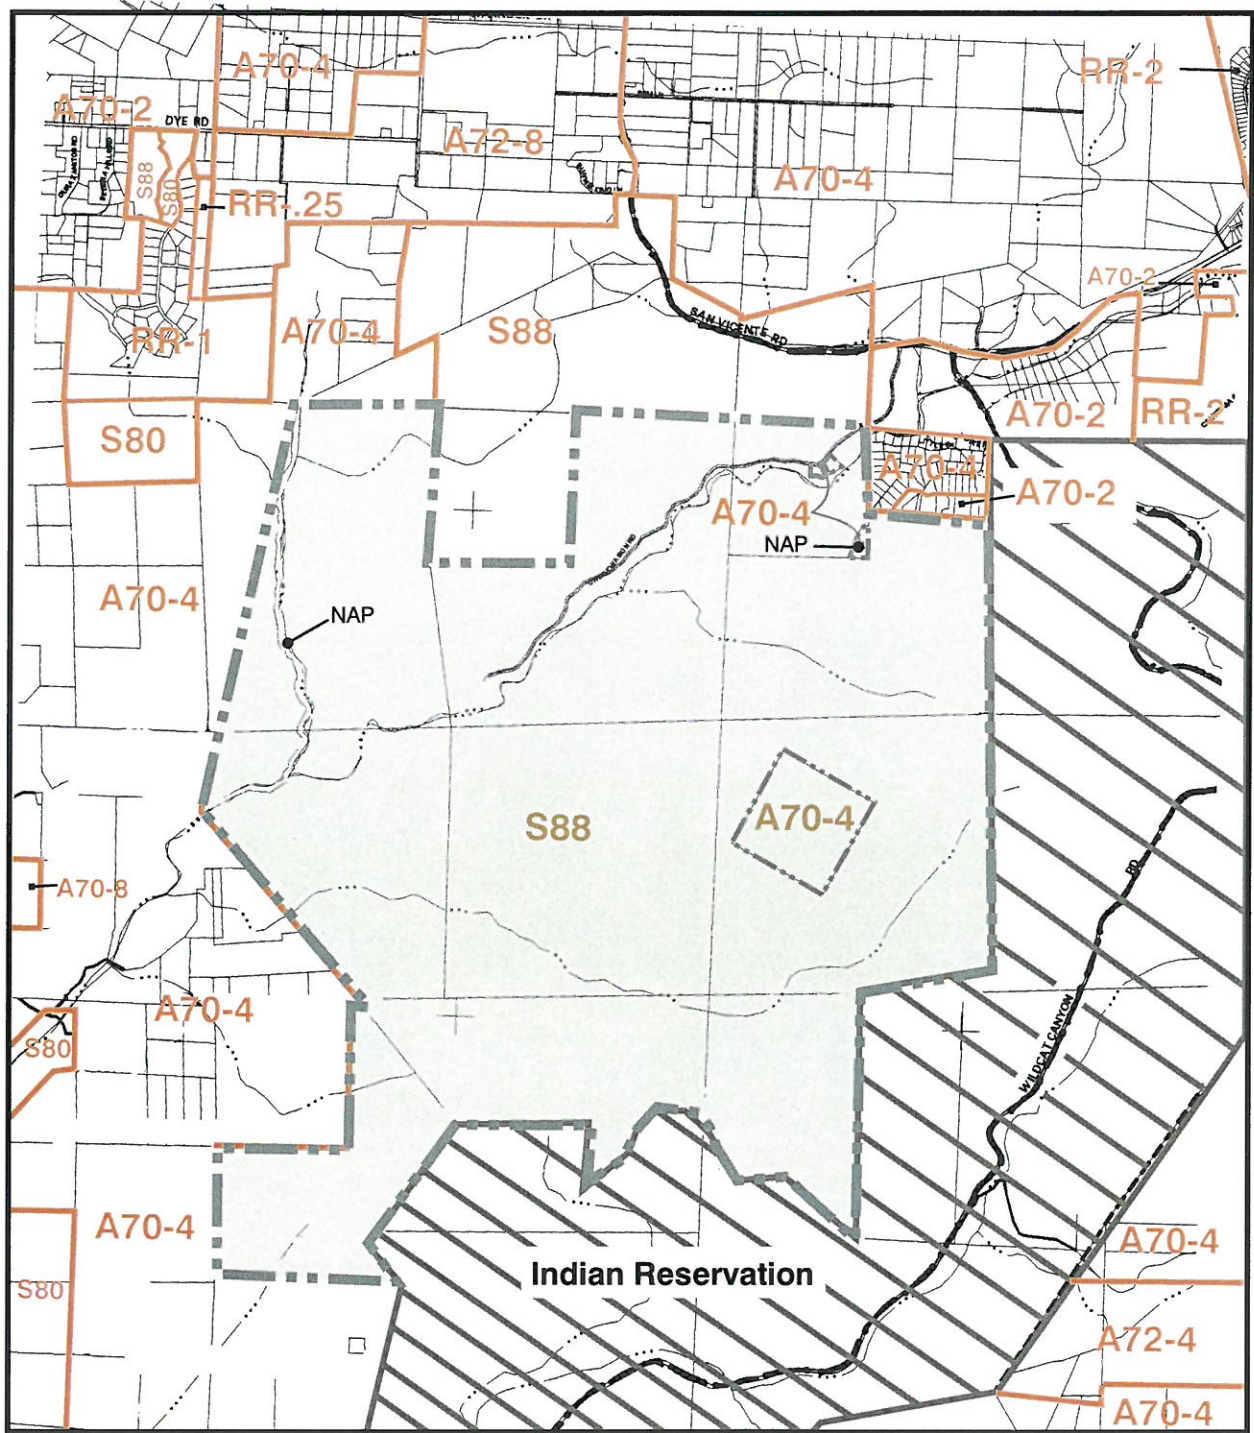 A70-4
RR-2
A70-2
DYE RD
A72-8
S88
S80
A70-4
RR-.25
A70-2
SAN VICENTE RD
RR-1
A70-4
S88
A70-2
RR-2
S80
A70-4
A70-2
A70-4
NAP
A70-4
NAP
S88
A70-4
RD
A70-8
A70-4
S80
WILDCAT CANYON
A70-4
A70-4
Indian Reservation
S80
A72-4
A70-4